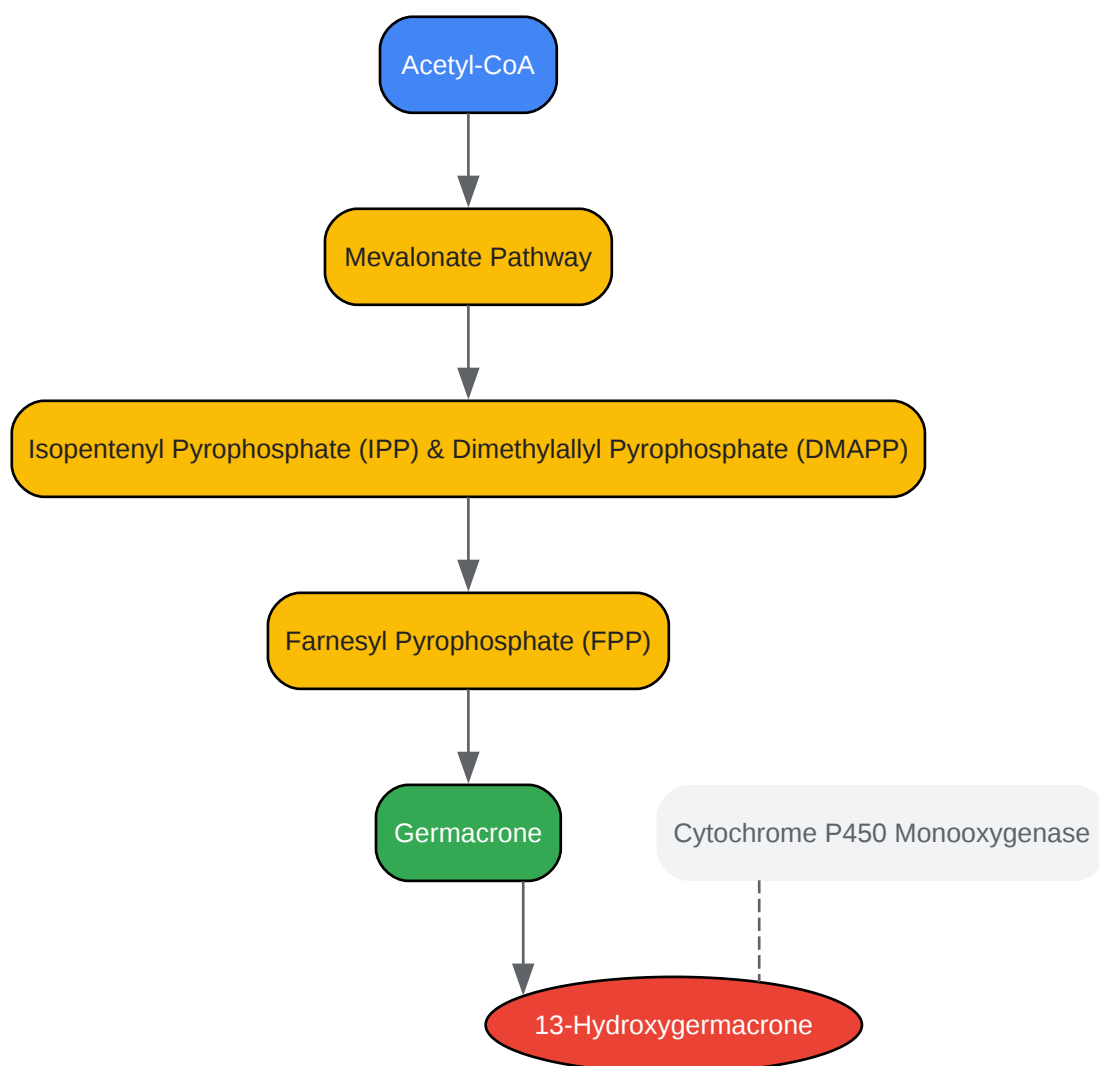 Acetyl-CoA
Mevalonate Pathway
Isopentenyl Pyrophosphate (IPP) & Dimethylallyl Pyrophosphate (DMAPP)
Farnesyl Pyrophosphate (FPP)
Germacrone
Cytochrome P450 Monooxygenase
13-Hydroxygermacrone